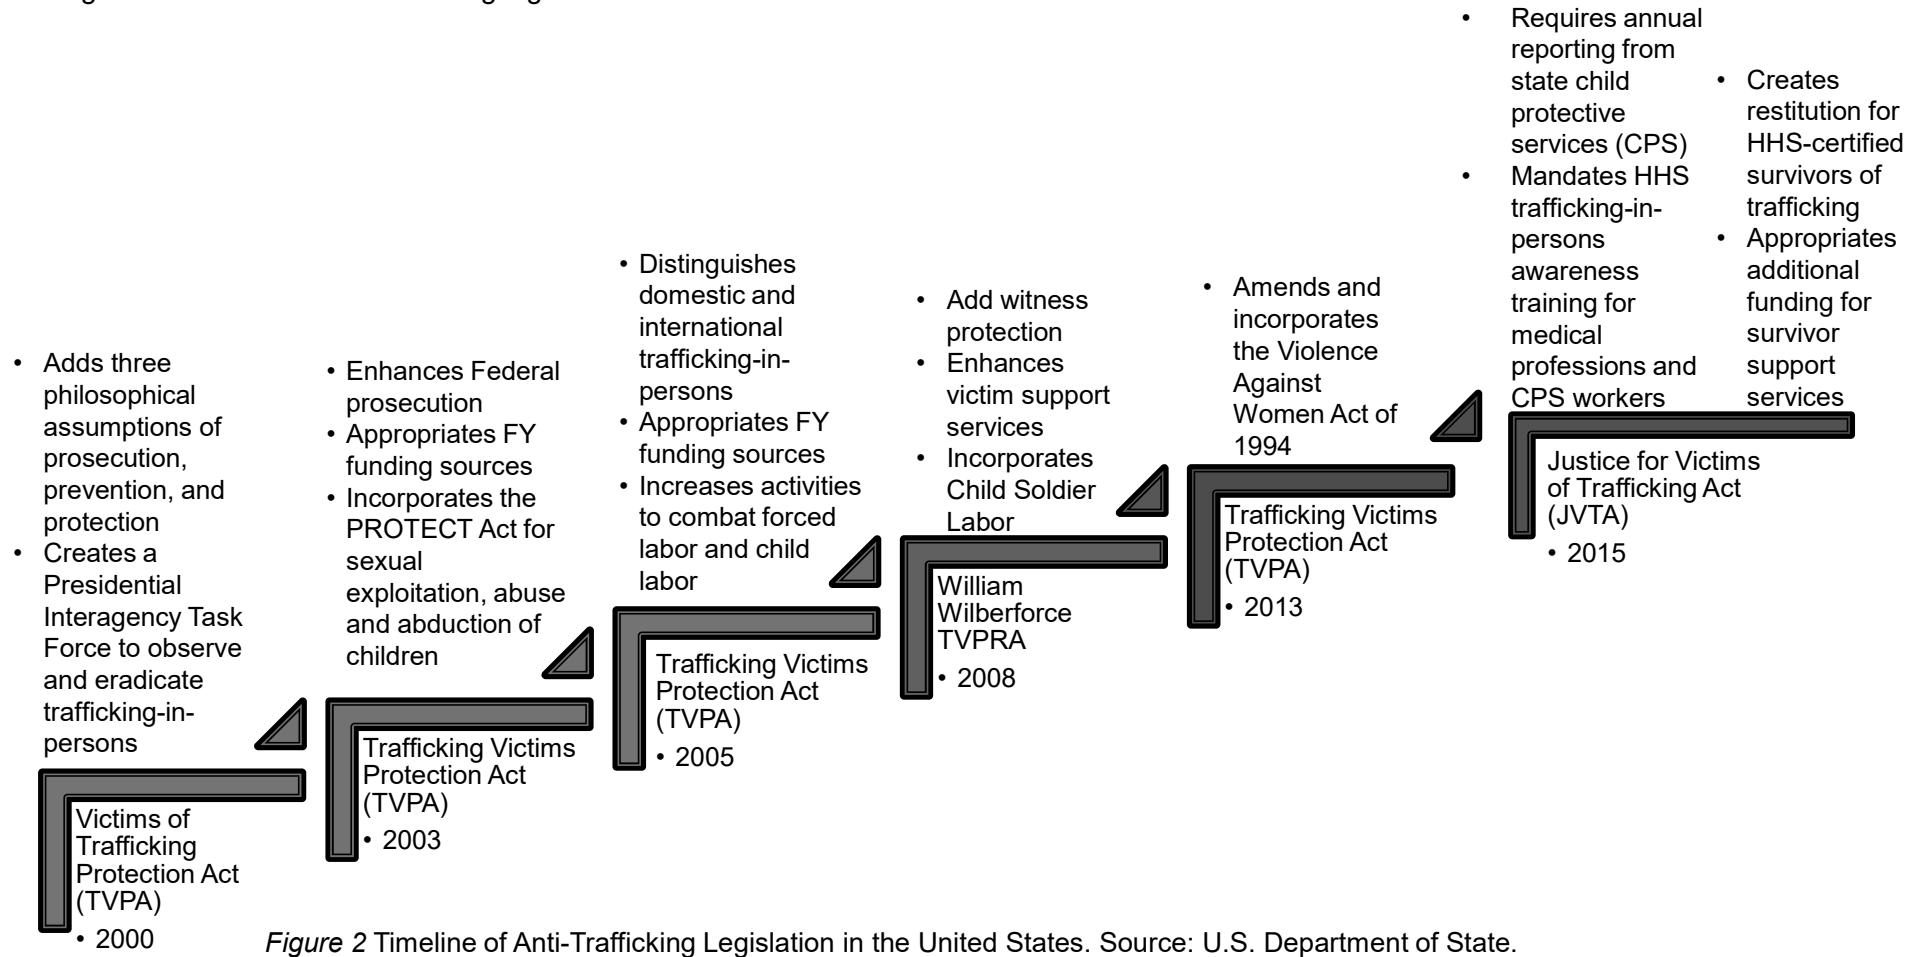 • Adds three
philosophical
assumptions of
prosecution,
prevention, and
protection
• Creates a
Presidential
Interagency Task
Force to observe
and eradicate
trafficking-in-
persons
Victims of
Trafficking
Protection Act
(TVPA)
• 2000
• Enhances Federal
prosecution
• Appropriates FY
funding sources
• Incorporates the
PROTECT Act for
sexual
exploitation, abuse
and abduction of
children
Trafficking Victims
Protection Act
(TVPA)
• 2003
• Distinguishes
domestic and
international
trafficking-in-
persons
• Appropriates FY
funding sources
• Increases activities
to combat forced
labor and child
labor
Trafficking Victims
Protection Act
(TVPA)
• 2005
• Add witness
protection
• Enhances
victim support
services
• Incorporates
Child Soldier
Labor
William
Wilberforce
TVPRA
• 2008
• Amends and
incorporates
the Violence
Against
Women Act of
1994
Trafficking Victims
Protection Act
(TVPA)
• 2013
• Requires annual
reporting from
state child
protective
services (CPS)
• Mandates HHS
trafficking-in-
persons
awareness
training for
medical
professions and
CPS workers
• Creates
restitution for
HHS-certified
survivors of
trafficking
• Appropriates
additional
funding for
survivor
support
services
Justice for Victims
of Trafficking Act
(JVTA)
• 2015
Figure 2 Timeline of Anti-Trafficking Legislation in the United States. Source: U.S. Department of State.